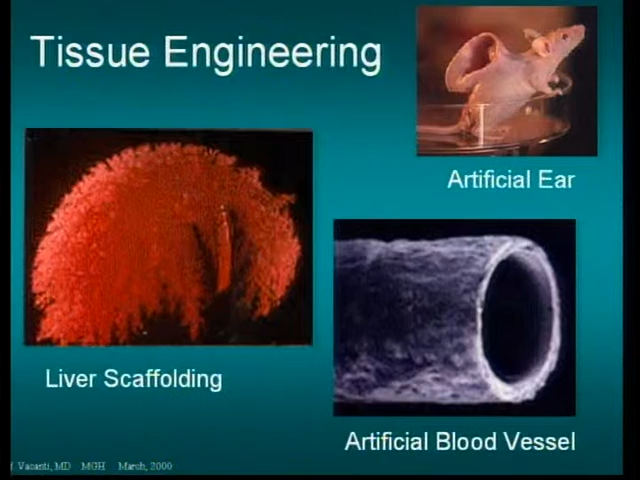 Tissue Engineering
Artificial Ear
Liver Scaffolding
Artificial Blood Vessel
Vacanti, MD MGH March, 2000